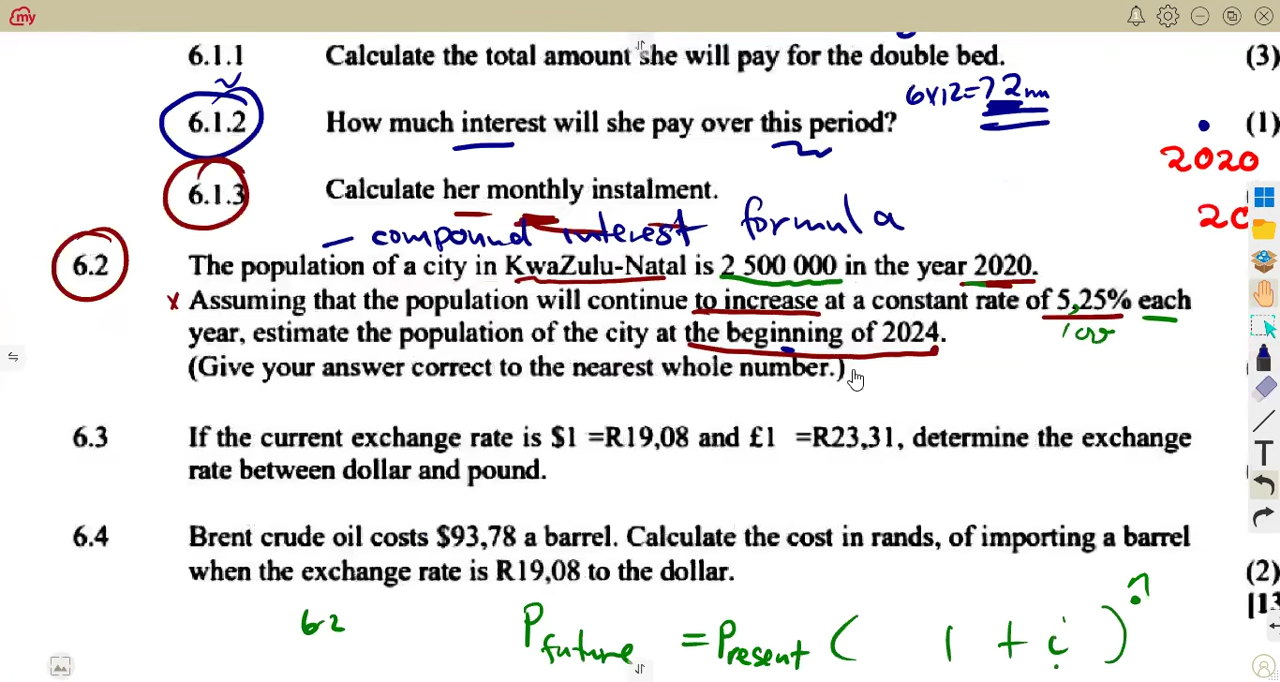 my
6.1.1 Calculate the total amount she will pay for the double bed. (3)
6x12=72
6.1.2 How much interest will she pay over this period? (1)
2020
6.1.3 Calculate her monthly instalment.
20
- compound interest formula
6.2 The population of a city in KwaZulu-Natal is 2 500 000 in the year 2020.
x Assuming that the population will continue to increase at a constant rate of 5,25% each
100
year, estimate the population of the city at the beginning of 2024.
(Give your answer correct to the nearest whole number.)
6.3 If the current exchange rate is $1 =R19,08 and £1 =R23,31, determine the exchange
rate between dollar and pound.
6.4 Brent crude oil costs $93,78 a barrel. Calculate the cost in rands, of importing a barrel
when the exchange rate is R19,08 to the dollar. (2)
[13
6.2 Pfuture = Present ( 1 + i )^n
T